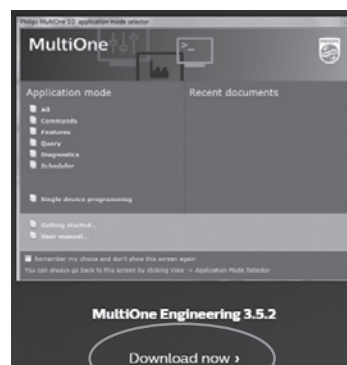 Philips MultiOne 3.0: application mode selector
MultiOne
PHILIPS
Application mode
Recent documents
All
Commands
Features
Query
Diagnostics
Scheduler
Single device programming
Getting started...
User manual...
Remember my choice and don't show this screen again
You can always go back to this screen by clicking View -> Application Mode Selector
MultiOne Engineering 3.5.2
Download now ›